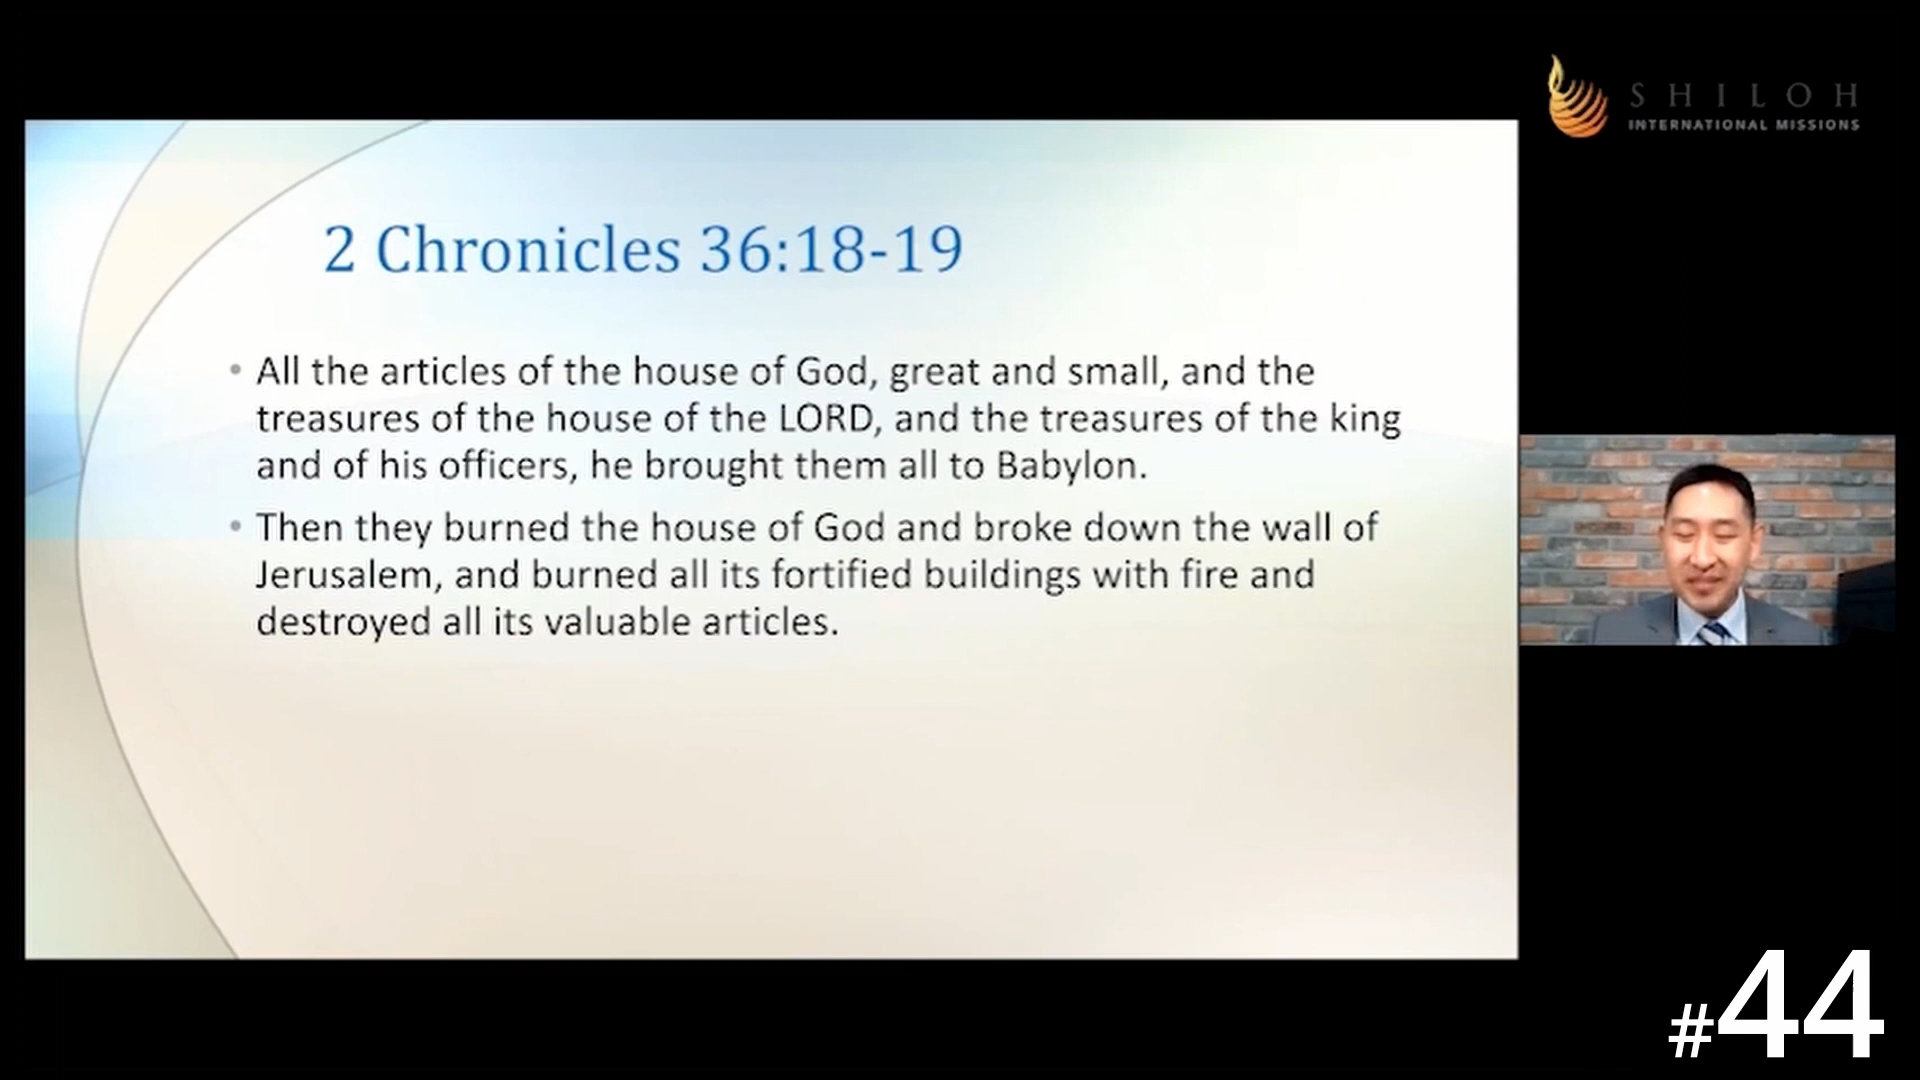 SHILOH
INTERNATIONAL MISSIONS
2 Chronicles 36:18-19
• All the articles of the house of God, great and small, and the
treasures of the house of the LORD, and the treasures of the king
and of his officers, he brought them all to Babylon.
• Then they burned the house of God and broke down the wall of
Jerusalem, and burned all its fortified buildings with fire and
destroyed all its valuable articles.
#44